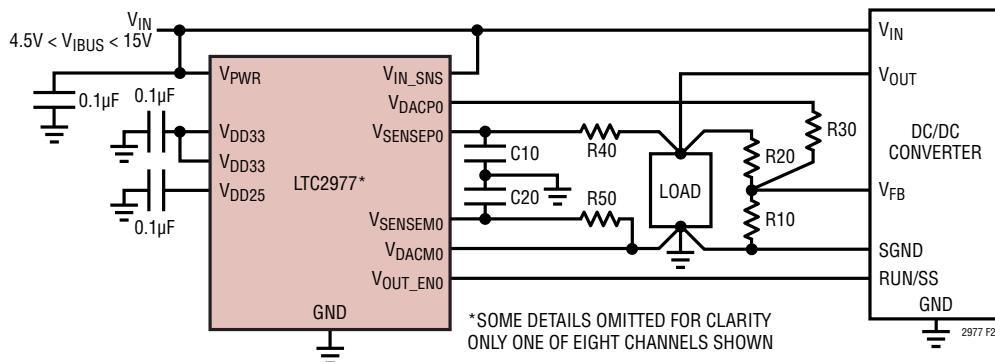 VIN
4.5V < VIBUS < 15V
0.1µF
0.1µF
0.1µF
VPWR
VDD33
VDD33
VDD25
LTC2977*
GND
VIN_SNS
VDACP0
VSENSEP0
VSENSEM0
VDACM0
VOUT_EN0
C10
C20
R40
R50
LOAD
R20
R30
R10
VIN
VOUT
DC/DC
CONVERTER
VFB
SGND
RUN/SS
GND
*SOME DETAILS OMITTED FOR CLARITY
ONLY ONE OF EIGHT CHANNELS SHOWN